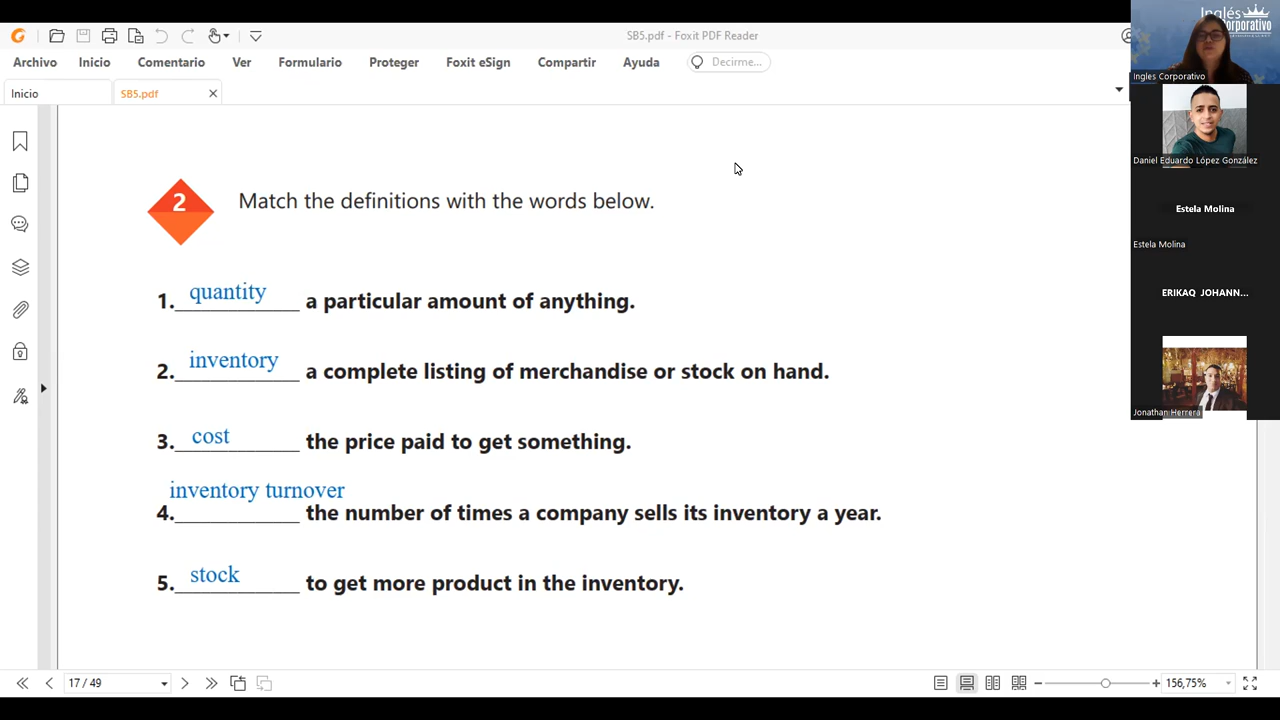 SB5.pdf - Foxit PDF Reader
Archivo Inicio Comentario Ver Formulario Proteger Foxit eSign Compartir Ayuda Decirme...
Inicio SB5.pdf
Inglés
Corporativo
Ingles Corporativo
Daniel Eduardo López González
Estela Molina
Estela Molina
ERIKAQ JOHANN...
Jonathan Herrera
2 Match the definitions with the words below.
1. quantity a particular amount of anything.
2. inventory a complete listing of merchandise or stock on hand.
3. cost the price paid to get something.
inventory turnover
4.____________ the number of times a company sells its inventory a year.
5. stock to get more product in the inventory.
17 / 49 156,75%